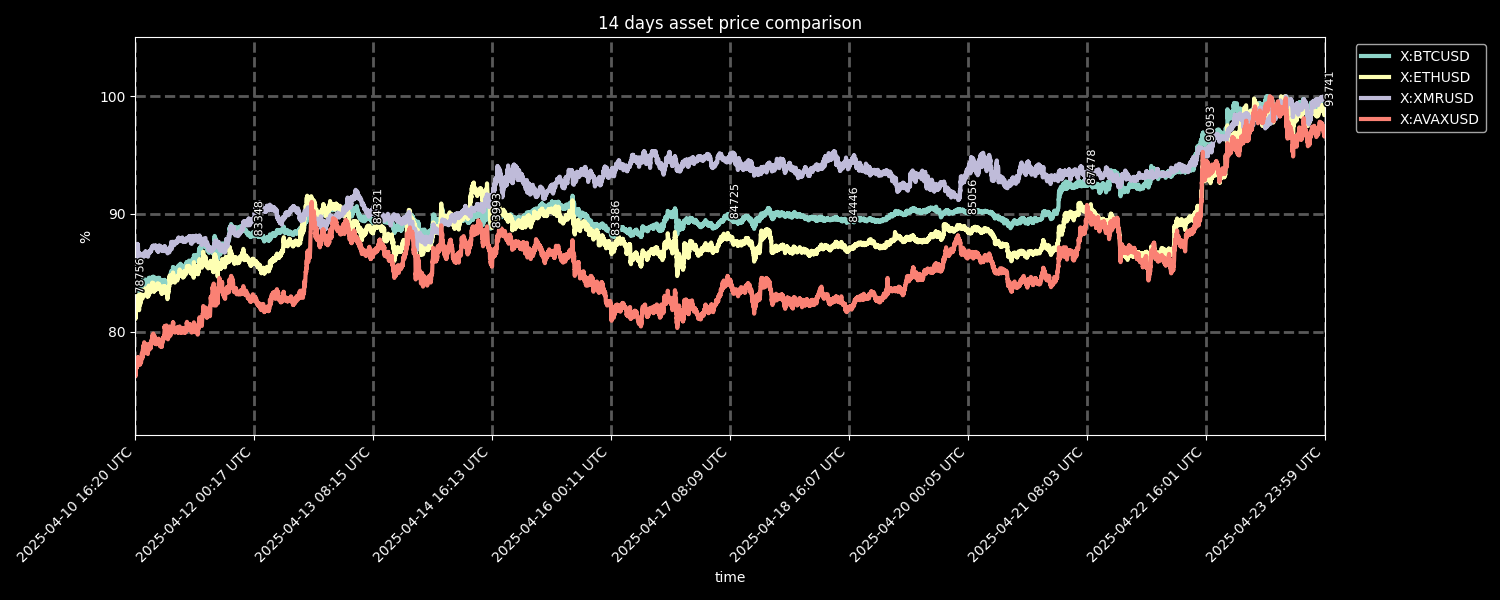 14 days asset price comparison
X:BTCUSD
X:ETHUSD
X:XMRUSD
X:AVAXUSD
%
100
90
80
78756
83348
84321
83993
83386
84725
84446
85056
87478
90953
93741
2025-04-10 16:20 UTC
2025-04-12 00:17 UTC
2025-04-13 08:15 UTC
2025-04-14 16:13 UTC
2025-04-16 00:11 UTC
2025-04-17 08:09 UTC
2025-04-18 16:07 UTC
2025-04-20 00:05 UTC
2025-04-21 08:03 UTC
2025-04-22 16:01 UTC
2025-04-23 23:59 UTC
time